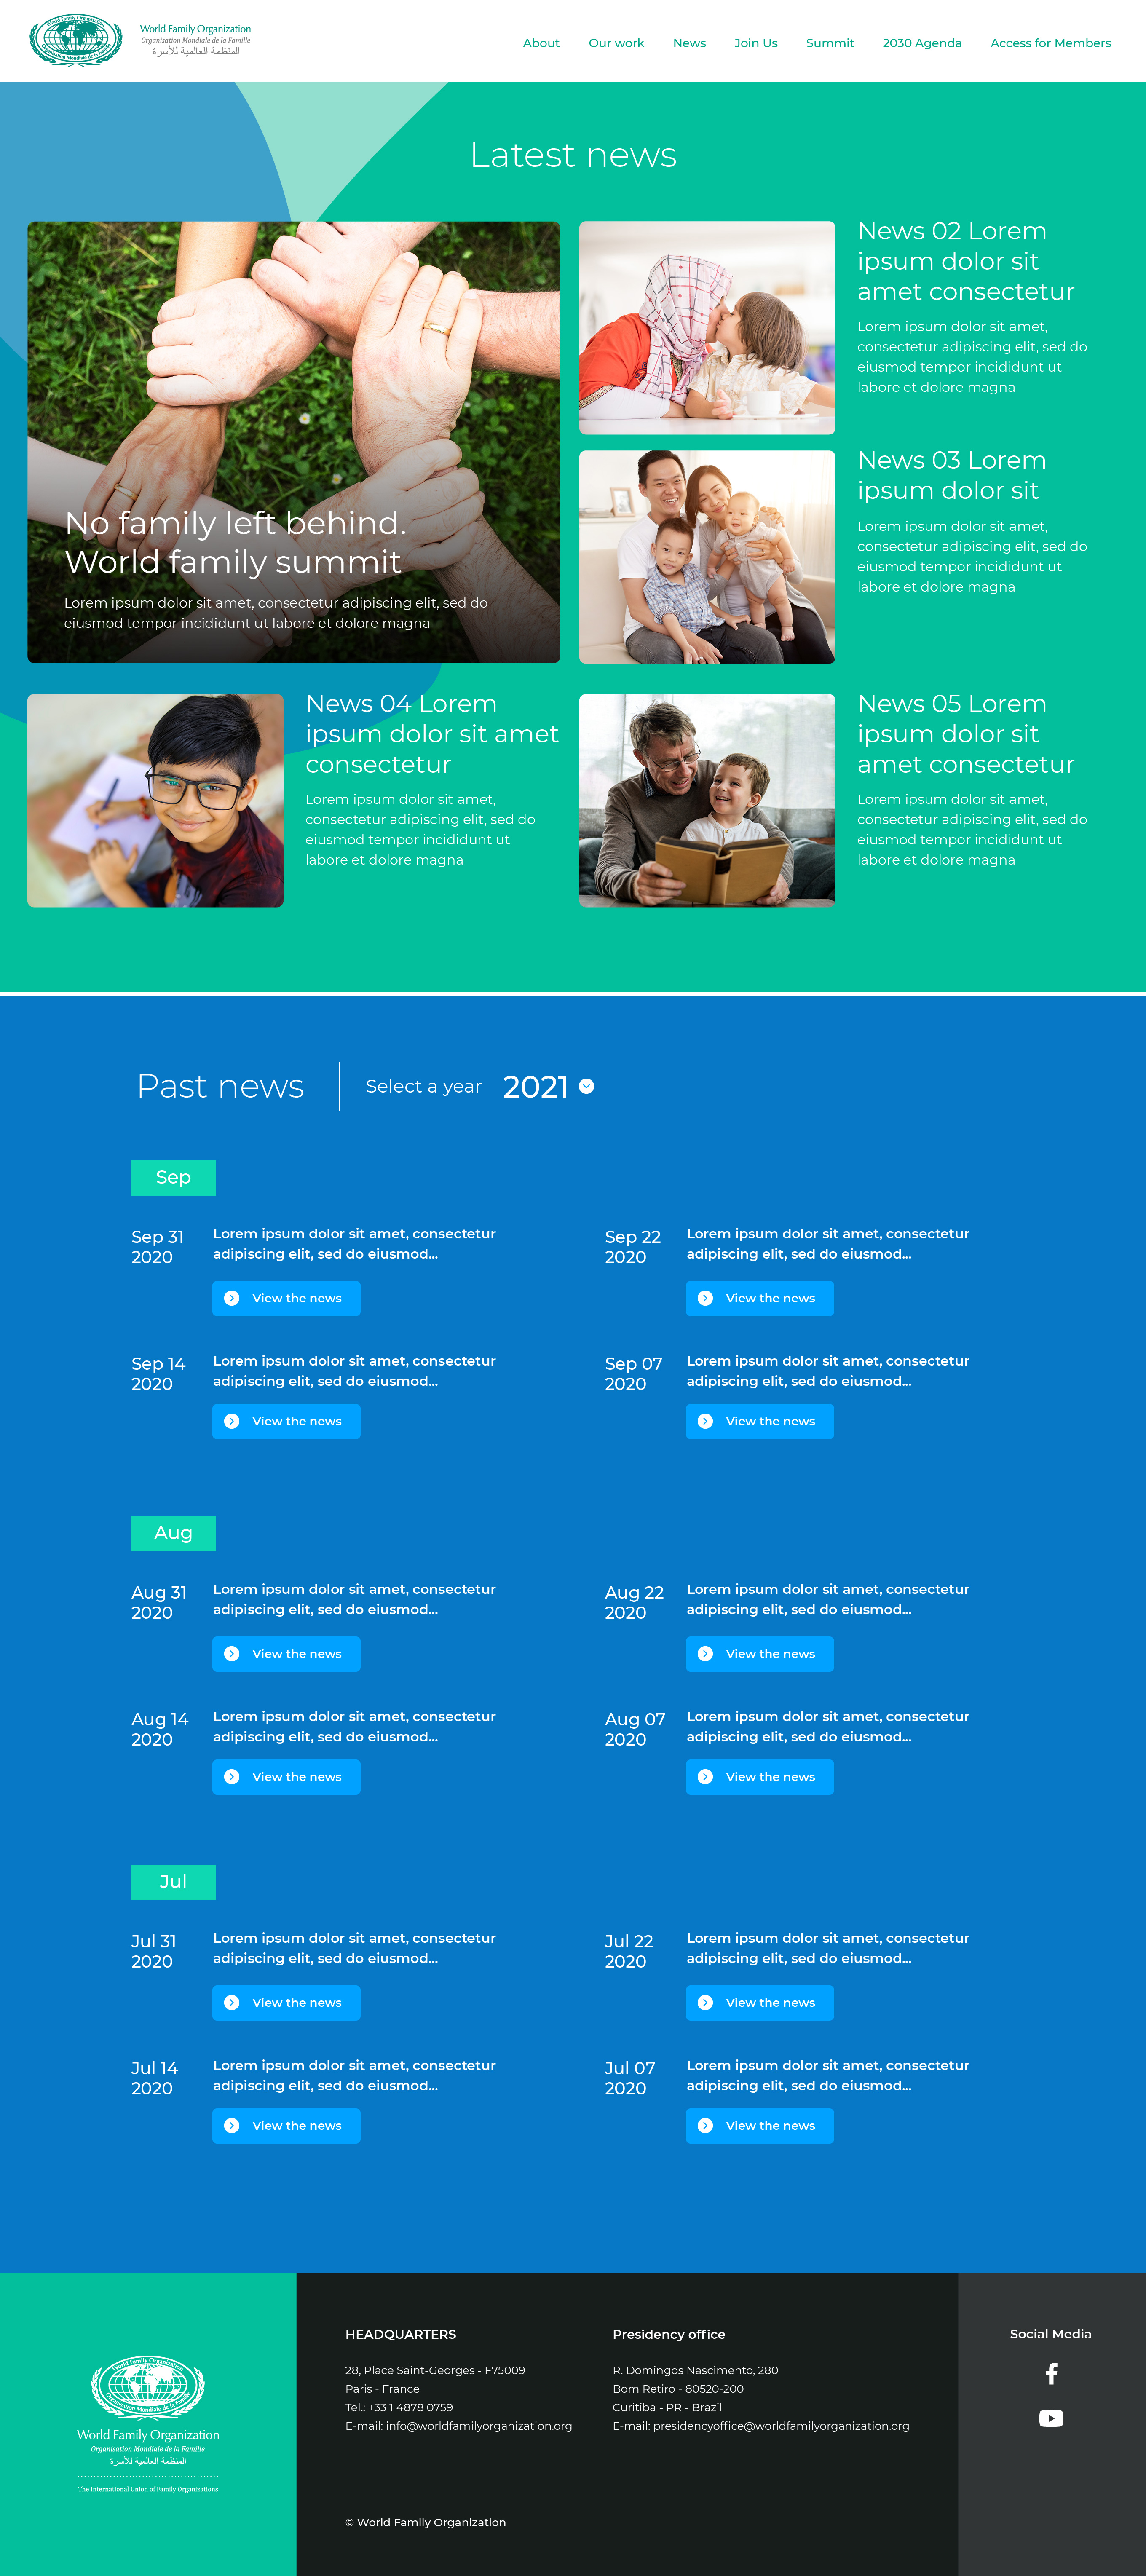 World Family Organization
Organisation Mondiale de la Famille
World Family Organization
Organisation Mondiale de la Famille
المنظمة العالمية للأسرة
About
Our work
News
Join Us
Summit
2030 Agenda
Access for Members
Latest news
No family left behind.
World family summit
Lorem ipsum dolor sit amet, consectetur adipiscing elit, sed do
eiusmod tempor incididunt ut labore et dolore magna
News 02 Lorem
ipsum dolor sit
amet consectetur
Lorem ipsum dolor sit amet,
consectetur adipiscing elit, sed do
eiusmod tempor incididunt ut
labore et dolore magna
News 03 Lorem
ipsum dolor sit
Lorem ipsum dolor sit amet,
consectetur adipiscing elit, sed do
eiusmod tempor incididunt ut
labore et dolore magna
News 04 Lorem
ipsum dolor sit amet
consectetur
Lorem ipsum dolor sit amet,
consectetur adipiscing elit, sed do
eiusmod tempor incididunt ut
labore et dolore magna
News 05 Lorem
ipsum dolor sit
amet consectetur
Lorem ipsum dolor sit amet,
consectetur adipiscing elit, sed do
eiusmod tempor incididunt ut
labore et dolore magna
Past news
Select a year
2021
Sep
Sep 31
2020
Lorem ipsum dolor sit amet, consectetur
adipiscing elit, sed do eiusmod...
View the news
Sep 22
2020
Lorem ipsum dolor sit amet, consectetur
adipiscing elit, sed do eiusmod...
View the news
Sep 14
2020
Lorem ipsum dolor sit amet, consectetur
adipiscing elit, sed do eiusmod...
View the news
Sep 07
2020
Lorem ipsum dolor sit amet, consectetur
adipiscing elit, sed do eiusmod...
View the news
Aug
Aug 31
2020
Lorem ipsum dolor sit amet, consectetur
adipiscing elit, sed do eiusmod...
View the news
Aug 22
2020
Lorem ipsum dolor sit amet, consectetur
adipiscing elit, sed do eiusmod...
View the news
Aug 14
2020
Lorem ipsum dolor sit amet, consectetur
adipiscing elit, sed do eiusmod...
View the news
Aug 07
2020
Lorem ipsum dolor sit amet, consectetur
adipiscing elit, sed do eiusmod...
View the news
Jul
Jul 31
2020
Lorem ipsum dolor sit amet, consectetur
adipiscing elit, sed do eiusmod...
View the news
Jul 22
2020
Lorem ipsum dolor sit amet, consectetur
adipiscing elit, sed do eiusmod...
View the news
Jul 14
2020
Lorem ipsum dolor sit amet, consectetur
adipiscing elit, sed do eiusmod...
View the news
Jul 07
2020
Lorem ipsum dolor sit amet, consectetur
adipiscing elit, sed do eiusmod...
View the news
World Family Organization
Organisation Mondiale de la Famille
World Family Organization
Organisation Mondiale de la Famille
المنظمة العالمية للأسرة
The International Union of Family Organizations
HEADQUARTERS
28, Place Saint-Georges - F75009
Paris - France
Tel.: +33 1 4878 0759
E-mail: info@worldfamilyorganization.org
Presidency office
R. Domingos Nascimento, 280
Bom Retiro - 80520-200
Curitiba - PR - Brazil
E-mail: presidencyoffice@worldfamilyorganization.org
© World Family Organization
Social Media